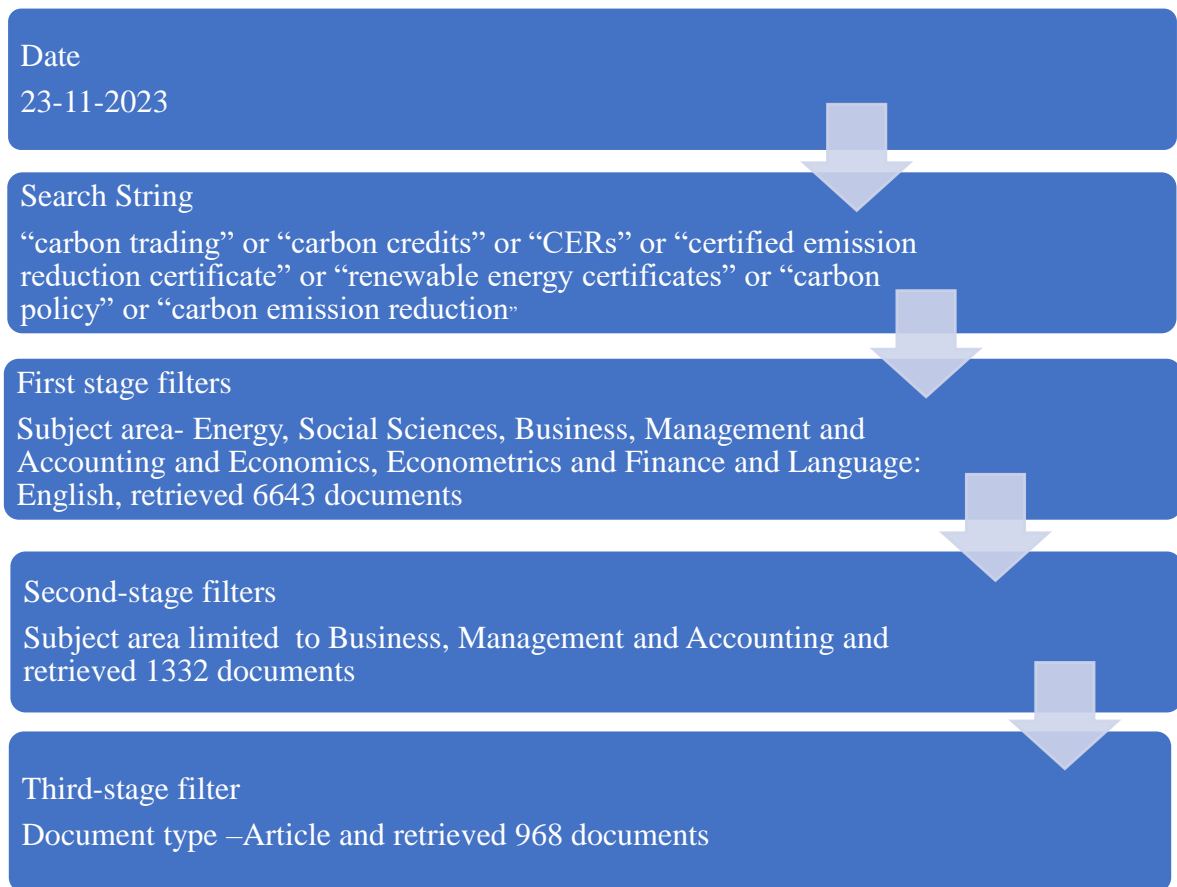 Date
23-11-2023
Search String
“carbon trading” or “carbon credits” or “CERs” or “certified emission
reduction certificate” or “renewable energy certificates” or “carbon
policy” or “carbon emission reduction”
First stage filters
Subject area- Energy, Social Sciences, Business, Management and
Accounting and Economics, Econometrics and Finance and Language:
English, retrieved 6643 documents
Second-stage filters
Subject area limited  to Business, Management and Accounting and
retrieved 1332 documents
Third-stage filter
Document type –Article and retrieved 968 documents